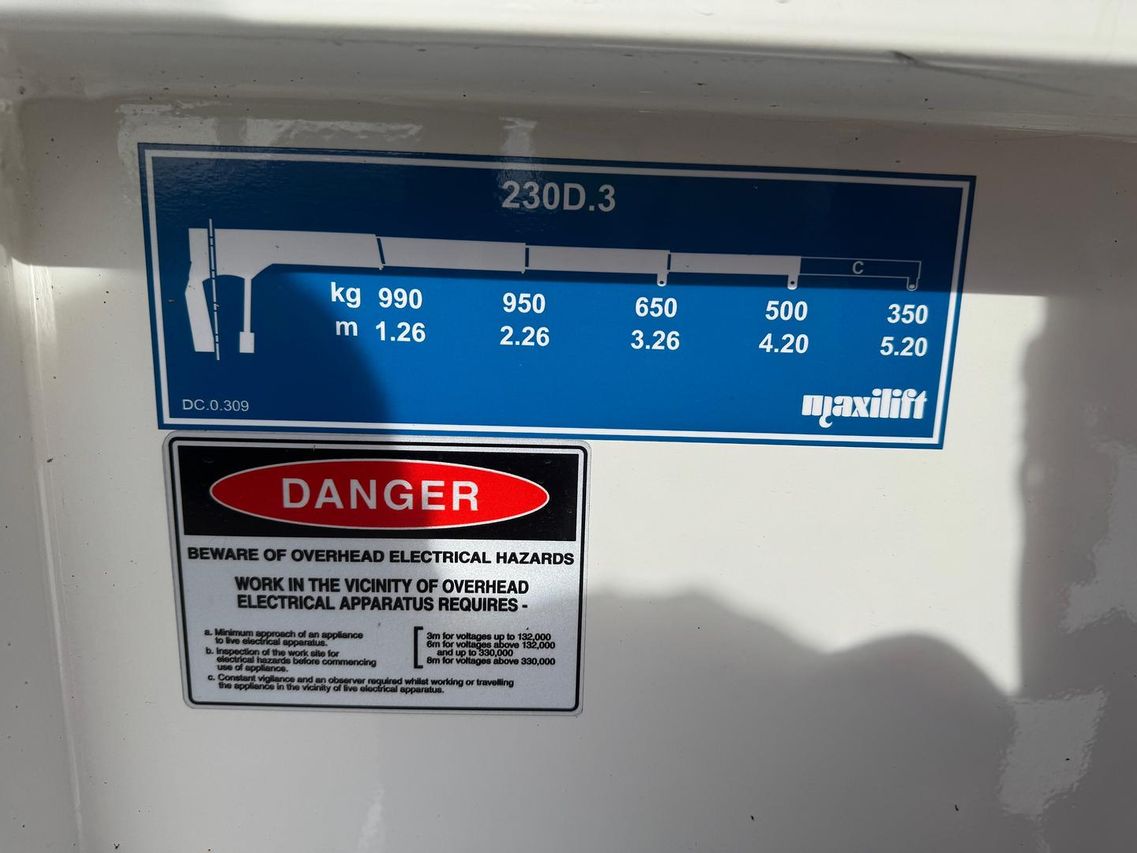 230D.3
C
kg 990 950 650 500 350
m 1.26 2.26 3.26 4.20 5.20
DC.0.309
maxilift
DANGER
BEWARE OF OVERHEAD ELECTRICAL HAZARDS
WORK IN THE VICINITY OF OVERHEAD
ELECTRICAL APPARATUS REQUIRES -
a. Minimum approach of an appliance
to live electrical apparatus.
b. Inspection of the work site for
electrical hazards before commencing
use of appliance.
3m for voltages up to 132,000
6m for voltages above 132,000
and up to 330,000
8m for voltages above 330,000
c. Constant vigilance and an observer required whilst working or travelling
the appliance in the vicinity of live electrical apparatus.